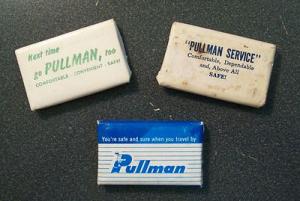 Next time
go PULLMAN, too
COMFORTABLE - CONVENIENT - SAFE!
"PULLMAN SERVICE"
Comfortable, Dependable
and, Above All
SAFE!
You're safe and sure when you travel by
Pullman